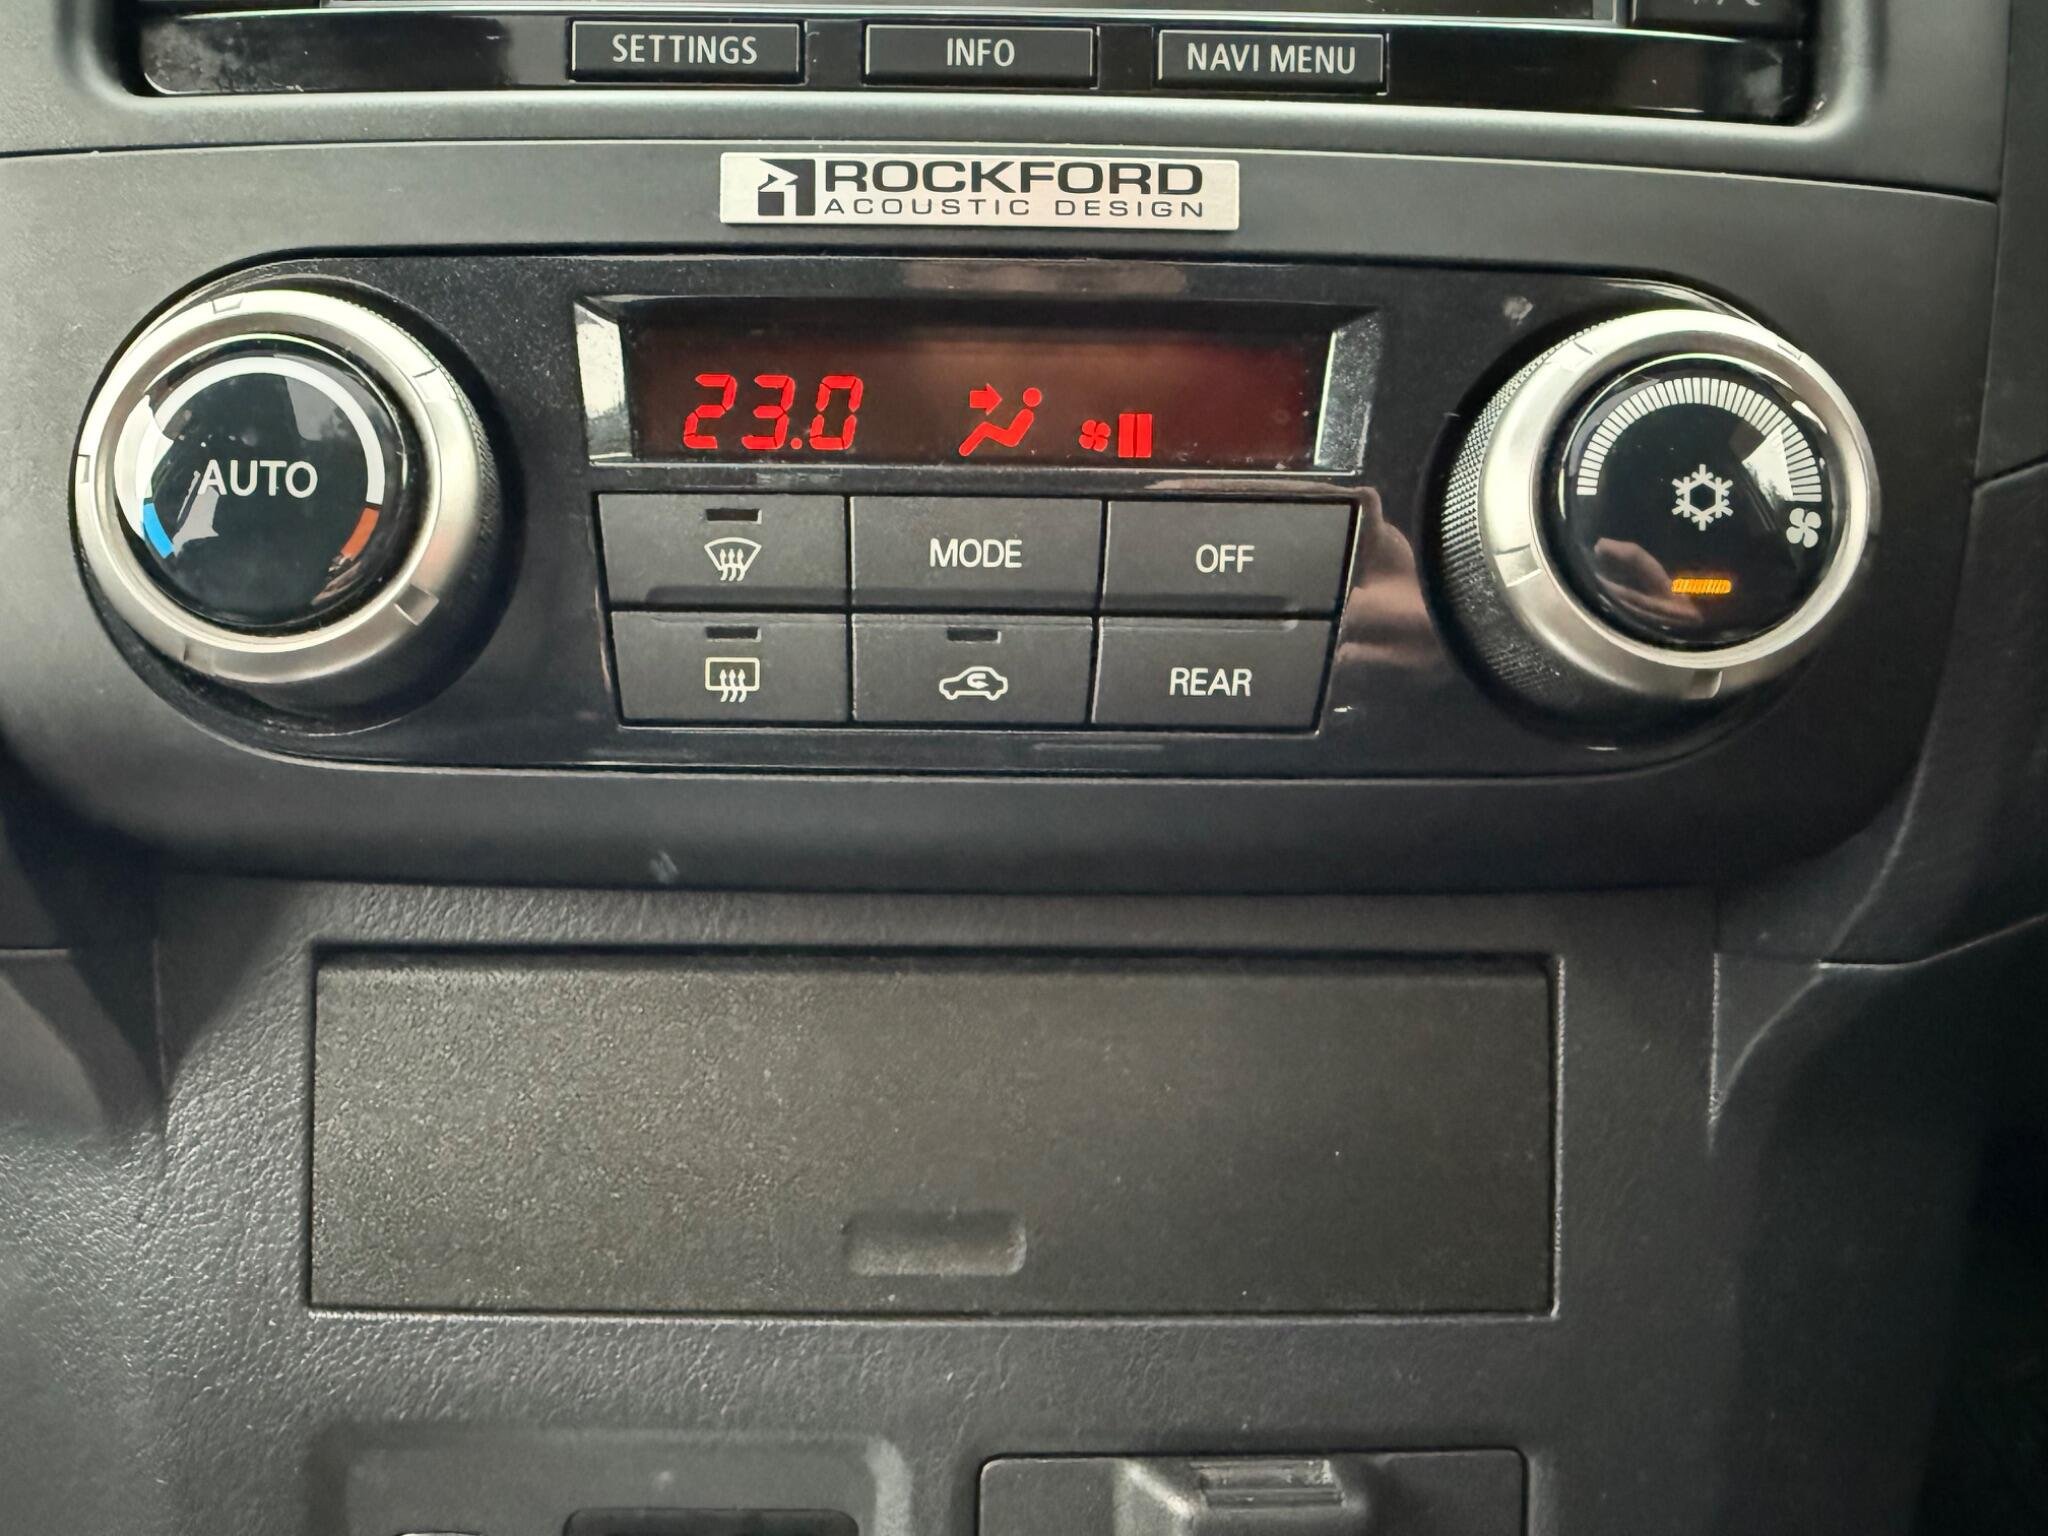 SETTINGS INFO NAVI MENU
ROCKFORD
ACOUSTIC DESIGN
23.0
AUTO
MODE OFF
REAR